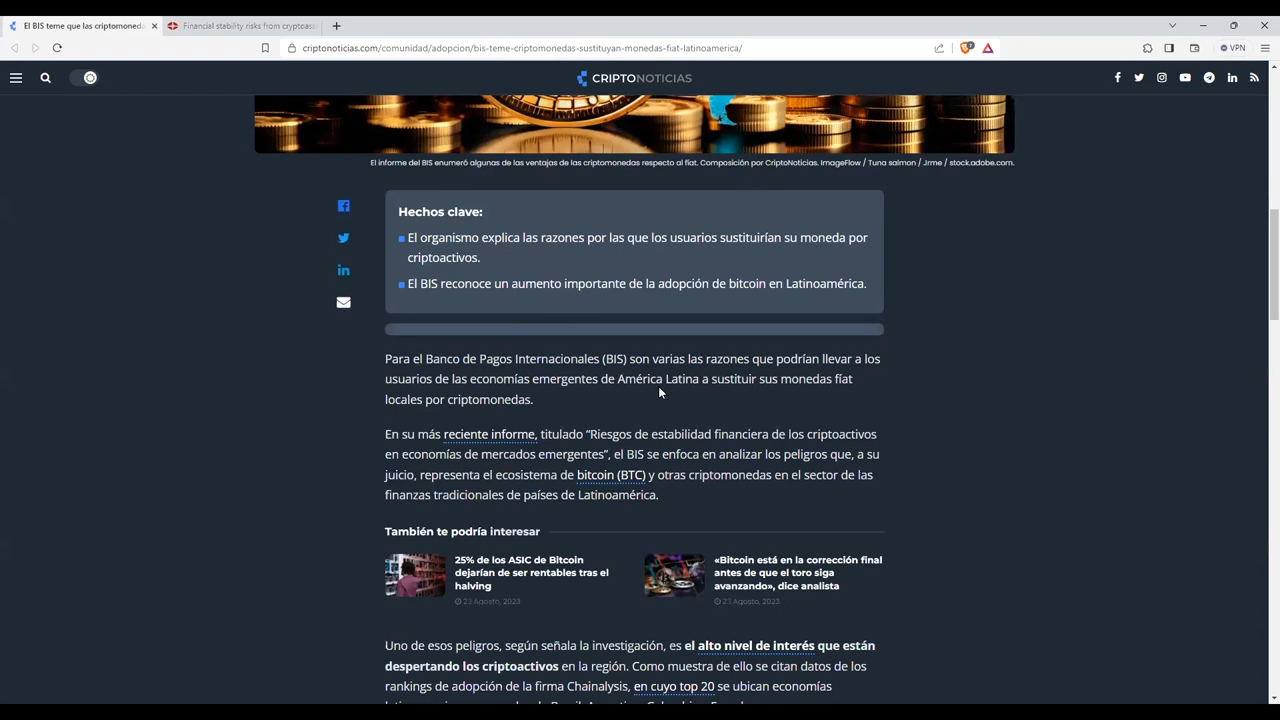 El BIS teme que las criptomoneda
Financial stability risks from cryptoass
criptonoticias.com/comunidad/adopcion/bis-teme-criptomonedas-sustituyan-monedas-fiat-latinoamerica/
VPN
CRIPTONOTICIAS
El informe del BIS enumeró algunas de las ventajas de las criptomonedas respecto al fiat. Composición por CriptoNoticias. ImageFlow / Tuna salmon / Jrme / stock.adobe.com.
Hechos clave:
El organismo explica las razones por las que los usuarios sustituirían su moneda por
criptoactivos.
El BIS reconoce un aumento importante de la adopción de bitcoin en Latinoamérica.
Para el Banco de Pagos Internacionales (BIS) son varias las razones que podrían llevar a los
usuarios de las economías emergentes de América Latina a sustituir sus monedas fíat
locales por criptomonedas.
En su más reciente informe, titulado “Riesgos de estabilidad financiera de los criptoactivos
en economías de mercados emergentes”, el BIS se enfoca en analizar los peligros que, a su
juicio, representa el ecosistema de bitcoin (BTC) y otras criptomonedas en el sector de las
finanzas tradicionales de países de Latinoamérica.
También te podría interesar
25% de los ASIC de Bitcoin
dejarían de ser rentables tras el
halving
23 Agosto, 2023
«Bitcoin está en la corrección final
antes de que el toro siga
avanzando», dice analista
23 Agosto, 2023
Uno de esos peligros, según señala la investigación, es el alto nivel de interés que están
despertando los criptoactivos en la región. Como muestra de ello se citan datos de los
rankings de adopción de la firma Chainalysis, en cuyo top 20 se ubican economías